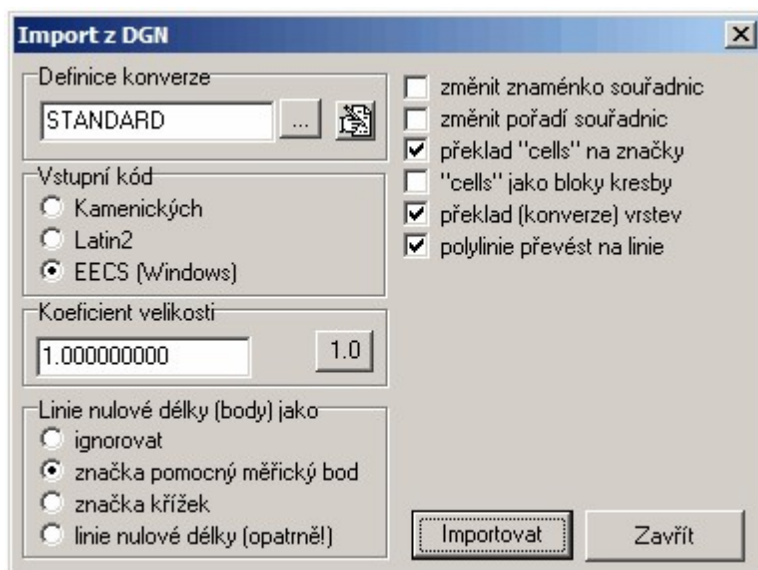 Import z DGN
Definice konverze
STANDARD
...
Vstupní kód
Kamenických
Latin2
EECS (Windows)
Koeficient velikosti
1.000000000
1.0
Linie nulové délky (body) jako
ignorovat
značka pomocný měřický bod
značka křížek
linie nulové délky (opatrně!)
změnit znaménko souřadnic
změnit pořadí souřadnic
překlad "cells" na značky
"cells" jako bloky kresby
překlad (konverze) vrstev
polylinie převést na linie
Importovat
Zavřít